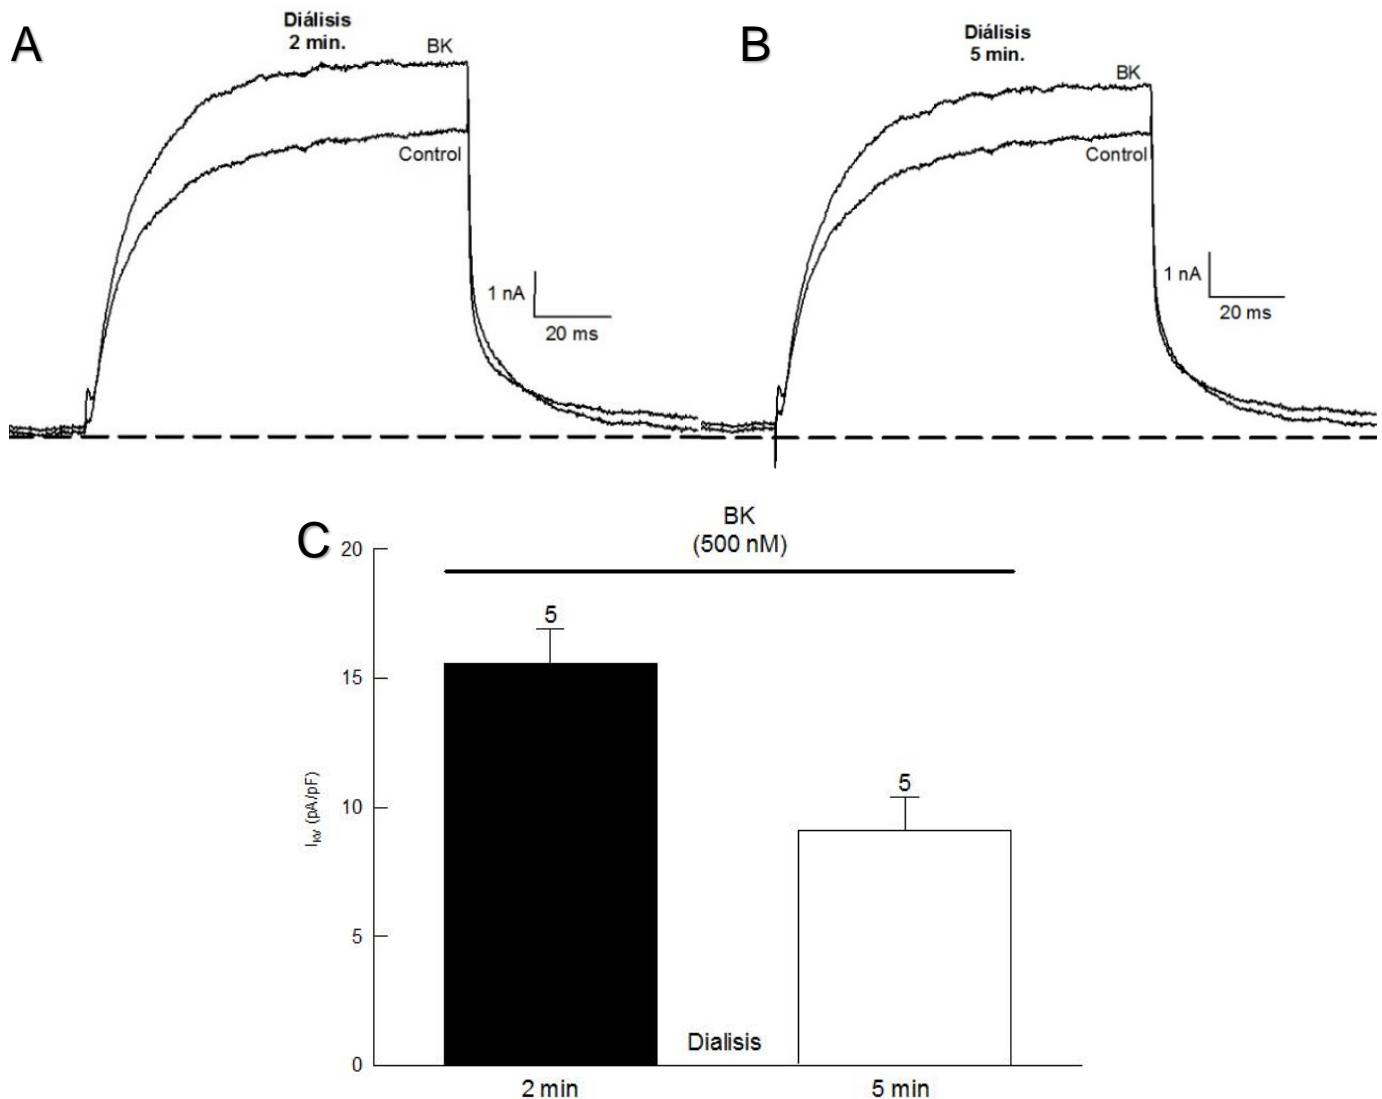 A
Diálisis
2 min.
BK
Control
1 nA
20 ms
B
Diálisis
5 min.
BK
Control
1 nA
20 ms
C
BK
(500 nM)
20
15
10
5
0
I_KV (pA/pF)
5
5
Dialisis
2 min
5 min